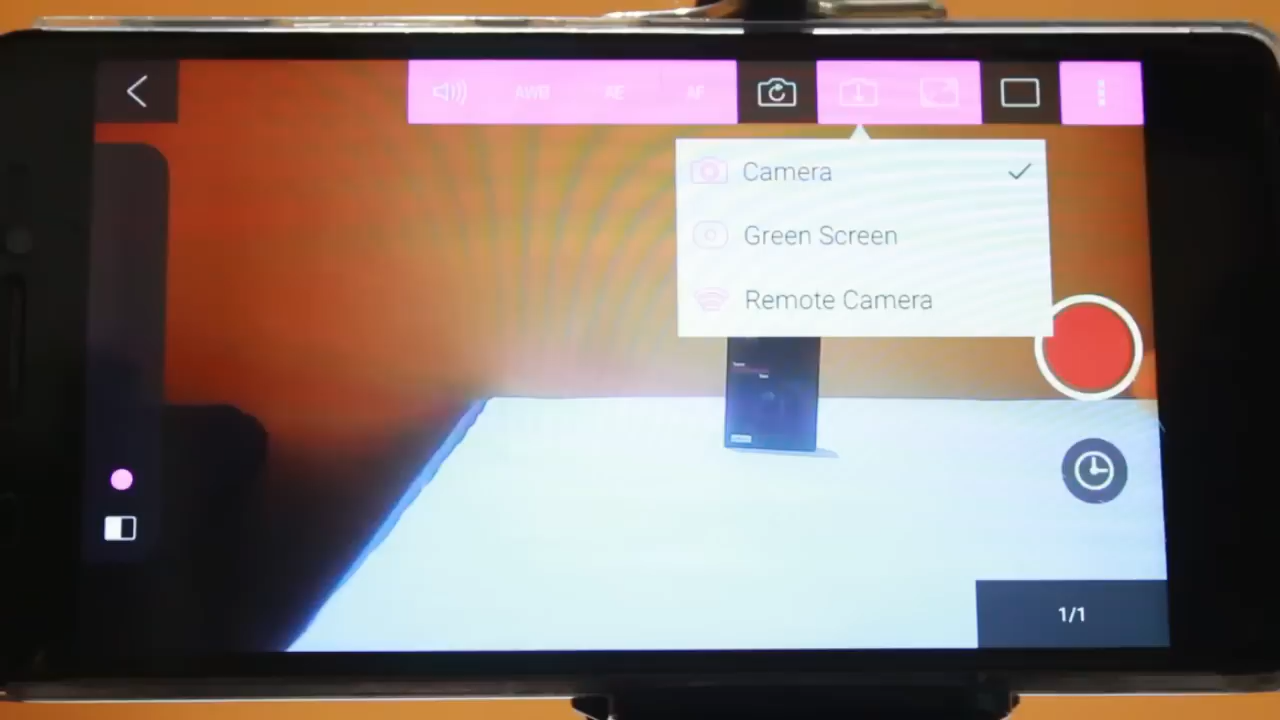 AWB AE AF
Camera
Green Screen
Remote Camera
1/1